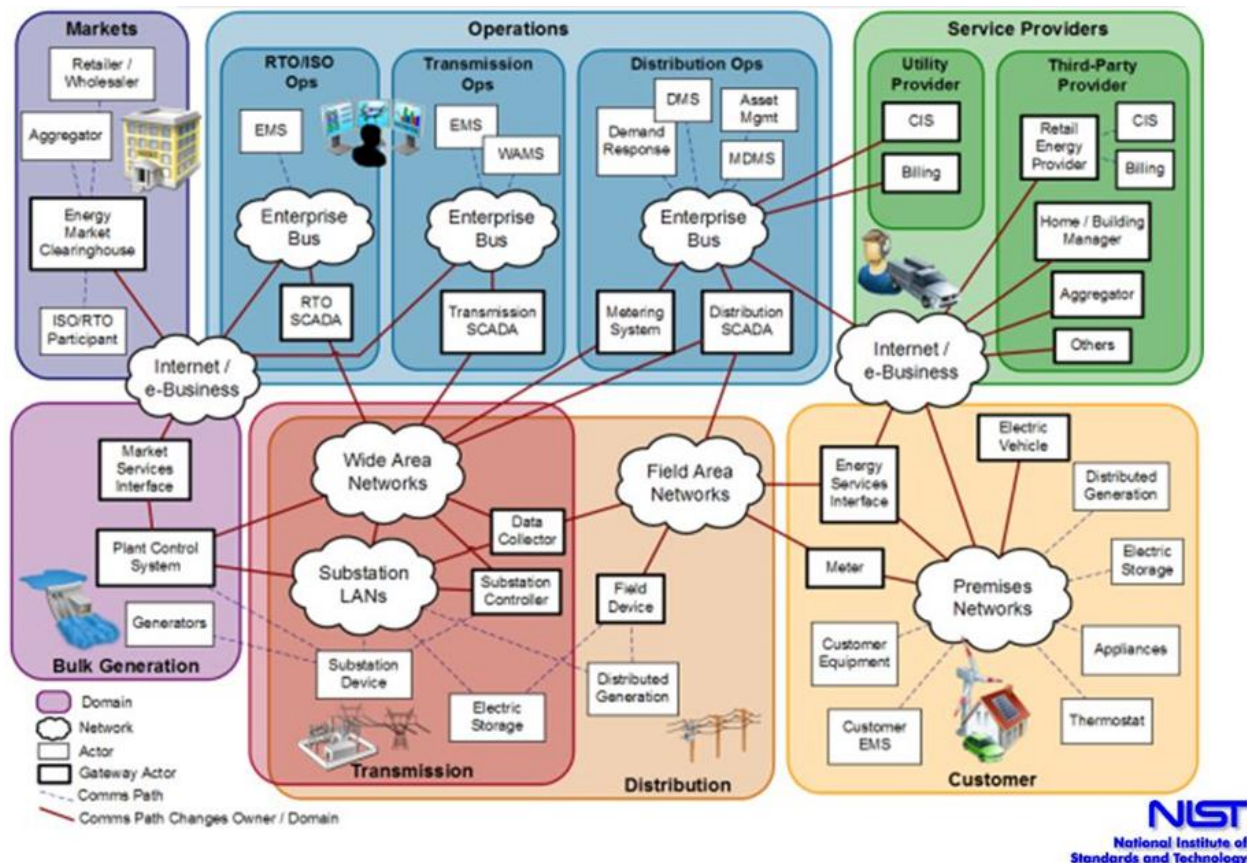 Markets
Retailer /
Wholesaler
Aggregator
Energy
Market
Clearinghouse
ISO/RTO
Participant
Operations
RTO/ISO
Ops
EMS
Enterprise
Bus
RTO
SCADA
Transmission
Ops
EMS
WAMS
Enterprise
Bus
Transmission
SCADA
Distribution Ops
DMS
Asset
Mgmt
Demand
Response
MDMS
Enterprise
Bus
Metering
System
Distribution
SCADA
Service Providers
Utility
Provider
CIS
Billing
Third-Party
Provider
Retail
Energy
Provider
CIS
Billing
Home / Building
Manager
Aggregator
Others
Internet /
e-Business
Internet /
e-Business
Market
Services
Interface
Plant Control
System
Generators
Bulk Generation
Wide Area
Networks
Substation
LANs
Data
Collector
Substation
Controller
Substation
Device
Electric
Storage
Transmission
Field Area
Networks
Field
Device
Distributed
Generation
Distribution
Energy
Services
Interface
Electric
Vehicle
Distributed
Generation
Meter
Premises
Networks
Electric
Storage
Customer
Equipment
Appliances
Customer
EMS
Thermostat
Customer
Domain
Network
Actor
Gateway Actor
Comms Path
Comms Path Changes Owner / Domain
NIST
National Institute of
Standards and Technology